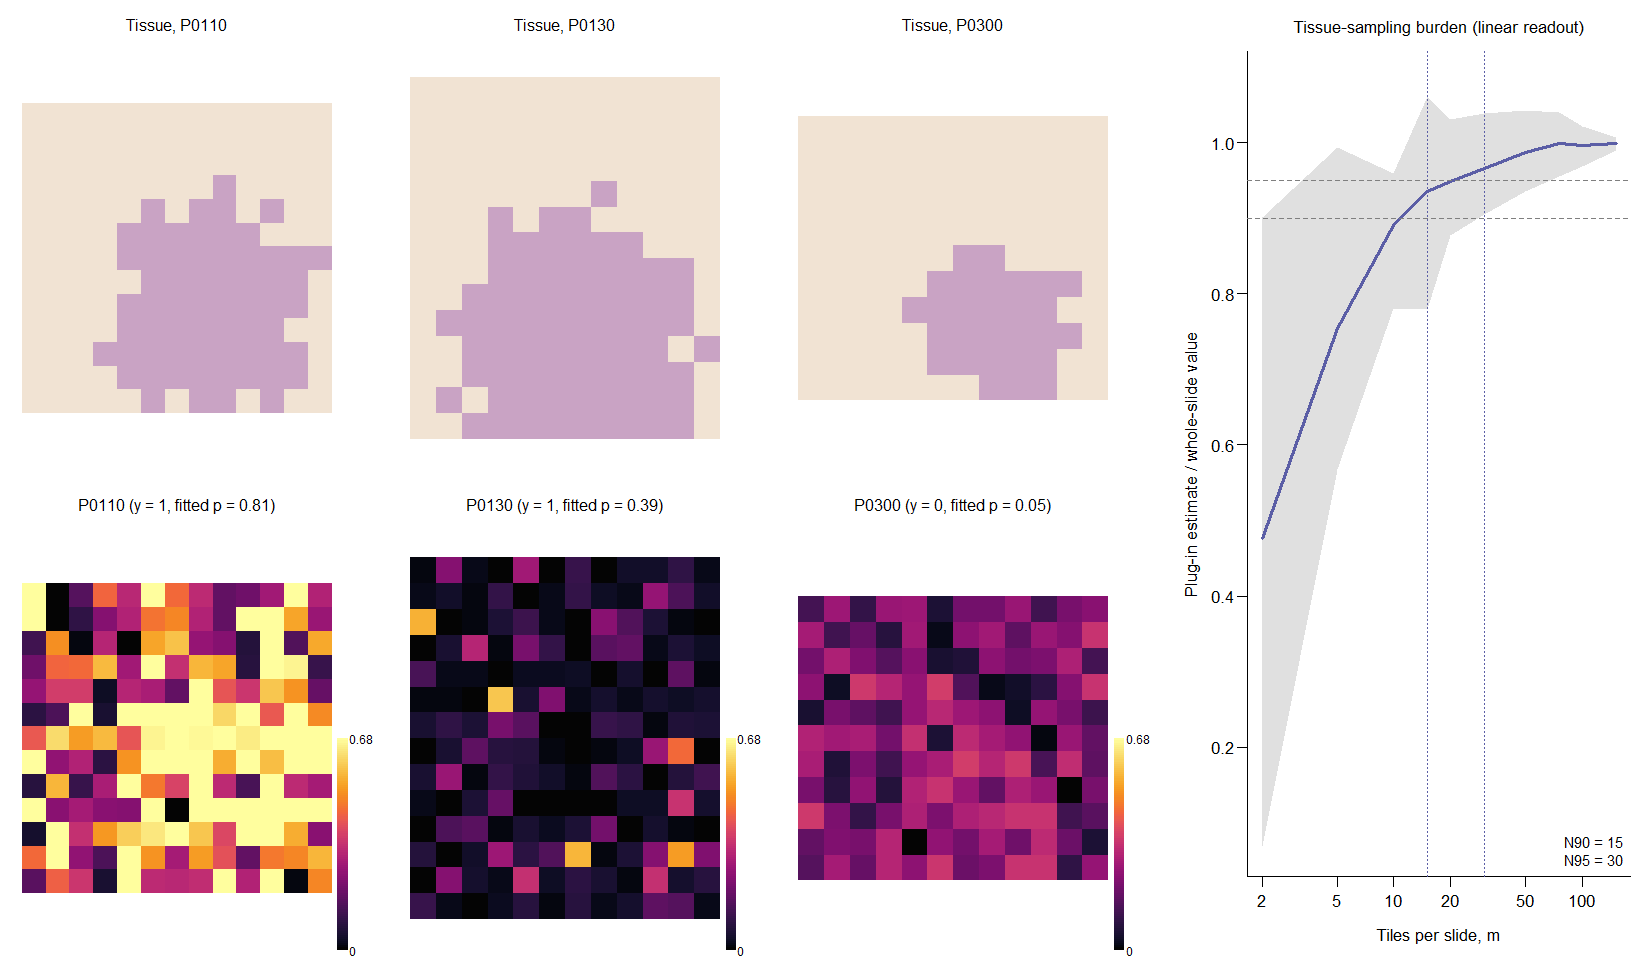 Tissue, P0110
Tissue, P0130
Tissue, P0300
P0110 (y = 1, fitted p = 0.81)
0.68
0
P0130 (y = 1, fitted p = 0.39)
0.68
0
P0300 (y = 0, fitted p = 0.05)
0.68
0
Tissue-sampling burden (linear readout)
Plug-in estimate / whole-slide value
1.0
0.8
0.6
0.4
0.2
N90 = 15
N95 = 30
2 5 10 20 50 100
Tiles per slide, m